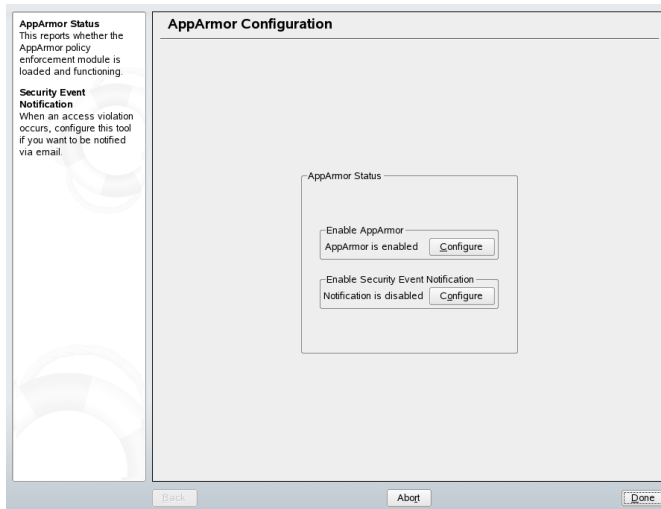 AppArmor Status
This reports whether the
AppArmor policy
enforcement module is
loaded and functioning.
Security Event
Notification
When an access violation
occurs, configure this tool
if you want to be notified
via email.
AppArmor Configuration
AppArmor Status
Enable AppArmor
AppArmor is enabled Configure
Enable Security Event Notification
Notification is disabled Configure
Back Abort Done